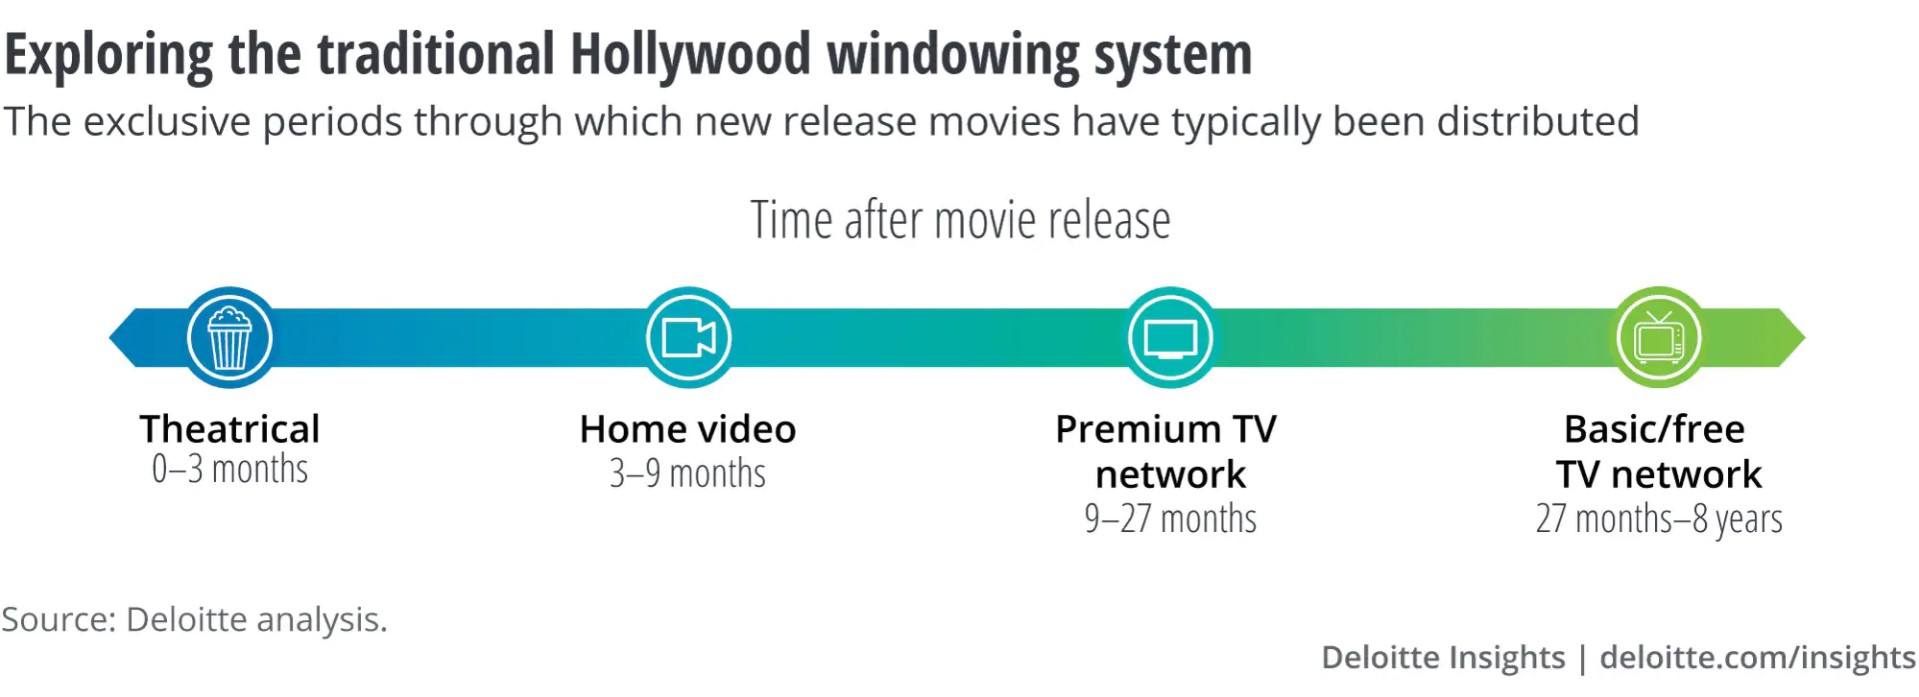 Exploring the traditional Hollywood windowing system
The exclusive periods through which new release movies have typically been distributed
Time after movie release
Theatrical
0–3 months
Home video
3–9 months
Premium TV
network
9–27 months
Basic/free
TV network
27 months–8 years
Source: Deloitte analysis.
Deloitte Insights | deloitte.com/insights